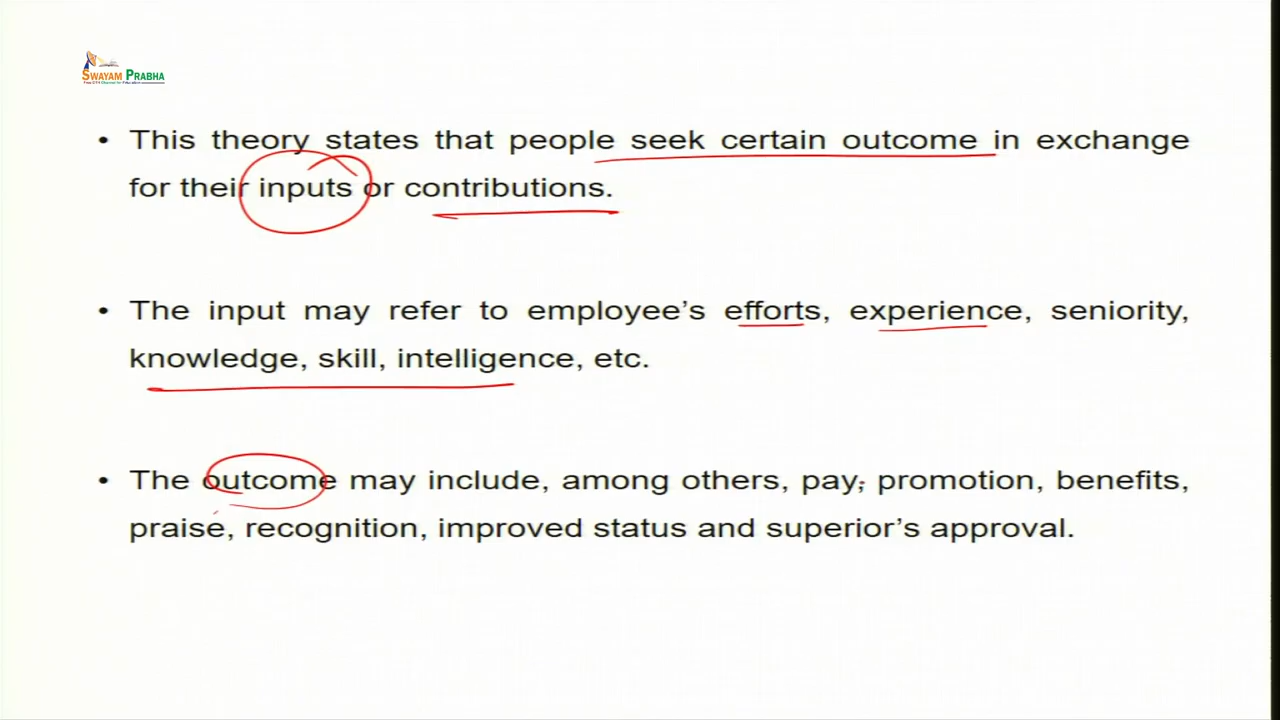 SWAYAM PRABHA
• This theory states that people seek certain outcome in exchange
for their inputs or contributions.
• The input may refer to employee's efforts, experience, seniority,
knowledge, skill, intelligence, etc.
• The outcome may include, among others, pay, promotion, benefits,
praise, recognition, improved status and superior's approval.